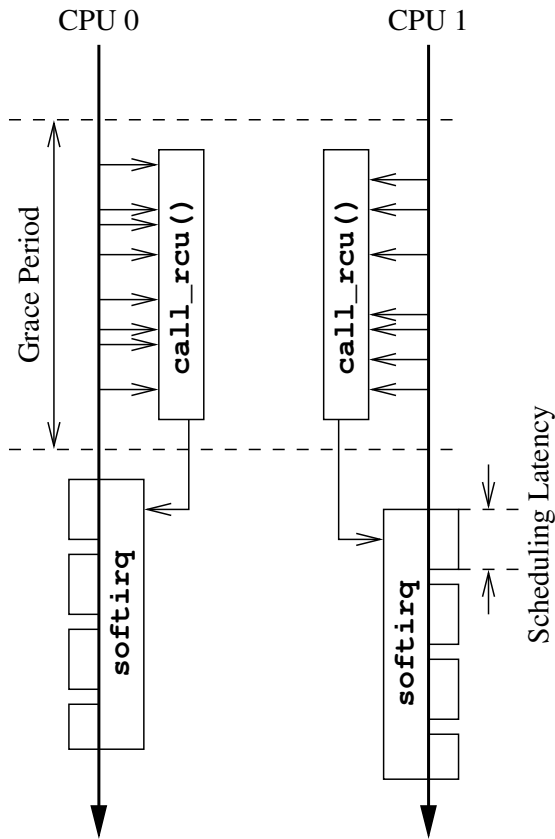 CPU 0
CPU 1
Grace Period
call_rcu()
call_rcu()
Scheduling Latency
softirq
softirq